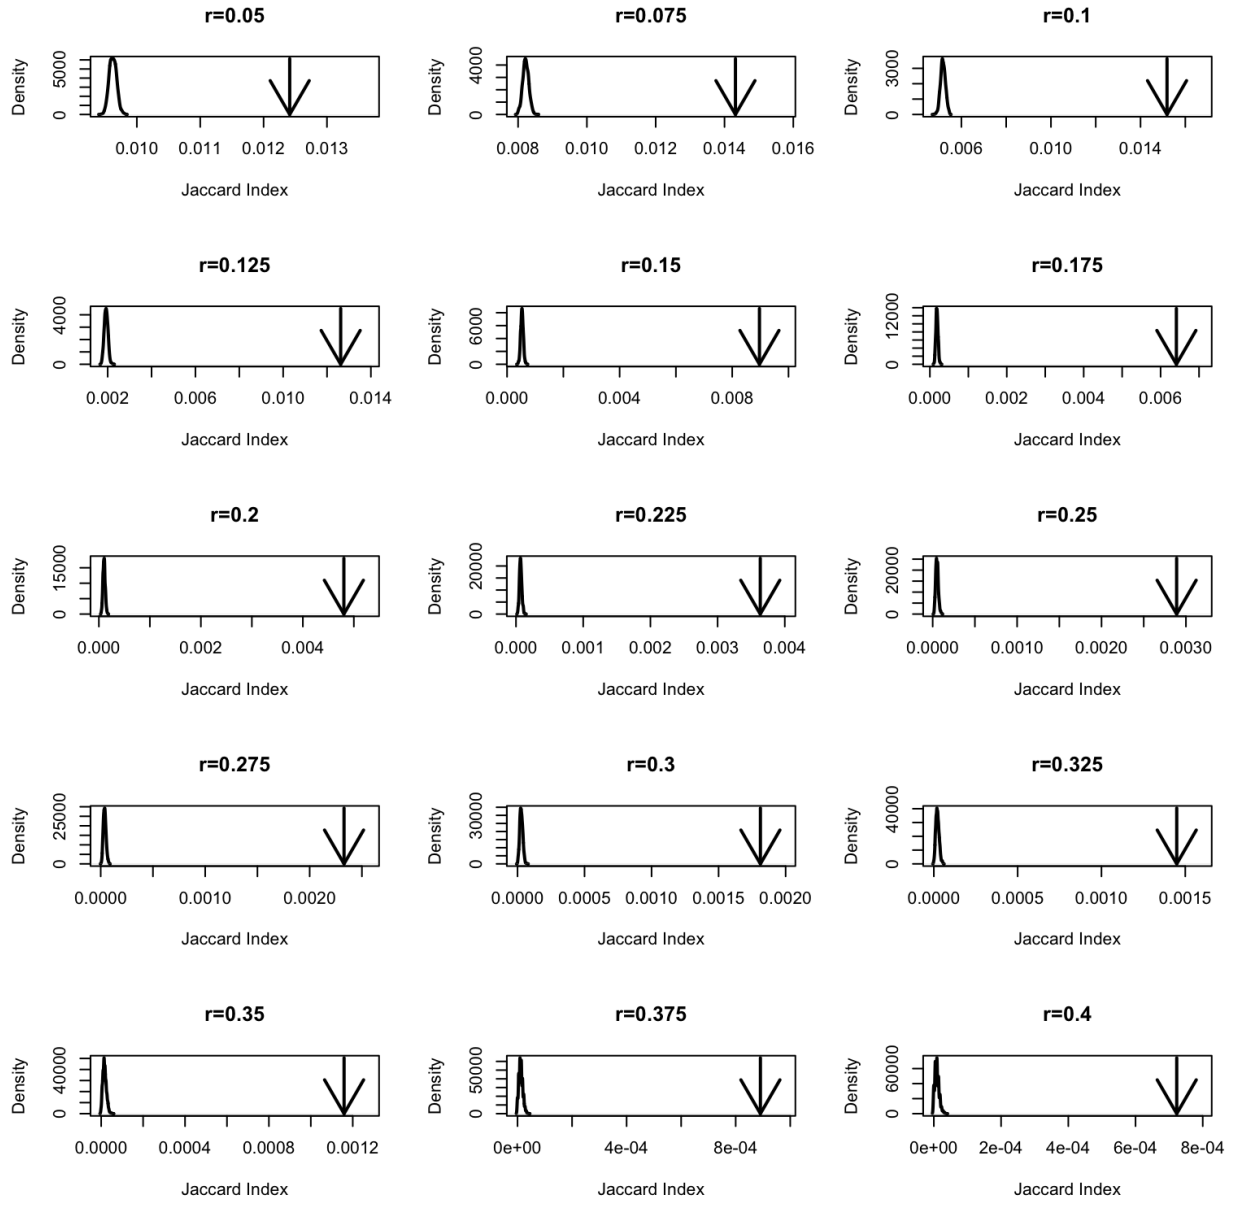 r=0.05 r=0.075 r=0.1
Density 0 5000 Density 0 4000 Density 0 3000
0.010 0.011 0.012 0.013 0.008 0.010 0.012 0.014 0.016 0.006 0.010 0.014
Jaccard Index Jaccard Index Jaccard Index
r=0.125 r=0.15 r=0.175
Density 0 4000 Density 0 6000 Density 0 12000
0.002 0.006 0.010 0.014 0.000 0.004 0.008 0.000 0.002 0.004 0.006
Jaccard Index Jaccard Index Jaccard Index
r=0.2 r=0.225 r=0.25
Density 0 15000 Density 0 20000 Density 0 20000
0.000 0.002 0.004 0.000 0.001 0.002 0.003 0.004 0.0000 0.0010 0.0020 0.0030
Jaccard Index Jaccard Index Jaccard Index
r=0.275 r=0.3 r=0.325
Density 0 25000 Density 0 30000 Density 0 40000
0.0000 0.0010 0.0020 0.0000 0.0005 0.0010 0.0015 0.0020 0.0000 0.0005 0.0010 0.0015
Jaccard Index Jaccard Index Jaccard Index
r=0.35 r=0.375 r=0.4
Density 0 40000 Density 0 50000 Density 0 60000
0.0000 0.0004 0.0008 0.0012 0e+00 4e-04 8e-04 0e+00 2e-04 4e-04 6e-04 8e-04
Jaccard Index Jaccard Index Jaccard Index